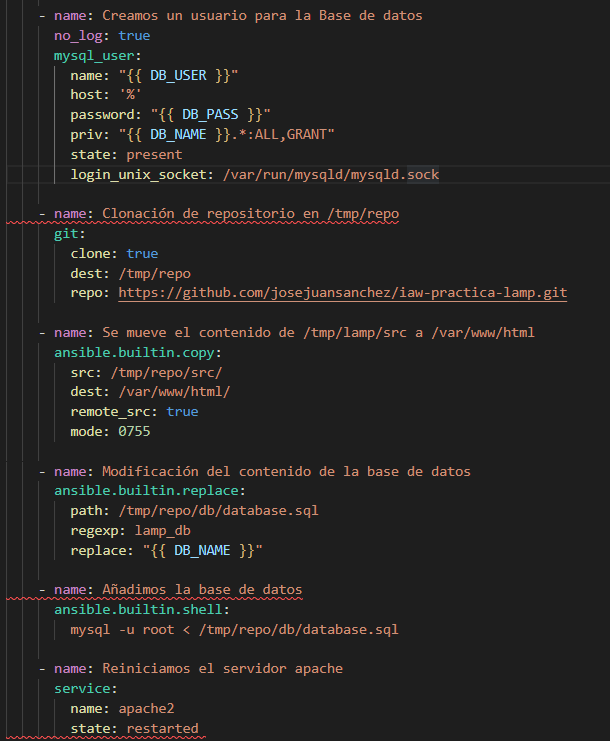 - name: Creamos un usuario para la Base de datos
no_log: true
mysql_user:
name: "{{ DB_USER }}"
host: '%'
password: "{{ DB_PASS }}"
priv: "{{ DB_NAME }}.*:ALL,GRANT"
state: present
login_unix_socket: /var/run/mysqld/mysqld.sock
- name: Clonación de repositorio en /tmp/repo
git:
clone: true
dest: /tmp/repo
repo: https://github.com/josejuansanchez/iaw-practica-lamp.git
- name: Se mueve el contenido de /tmp/lamp/src a /var/www/html
ansible.builtin.copy:
src: /tmp/repo/src/
dest: /var/www/html/
remote_src: true
mode: 0755
- name: Modificación del contenido de la base de datos
ansible.builtin.replace:
path: /tmp/repo/db/database.sql
regexp: lamp_db
replace: "{{ DB_NAME }}"
- name: Añadimos la base de datos
ansible.builtin.shell:
mysql -u root < /tmp/repo/db/database.sql
- name: Reiniciamos el servidor apache
service:
name: apache2
state: restarted